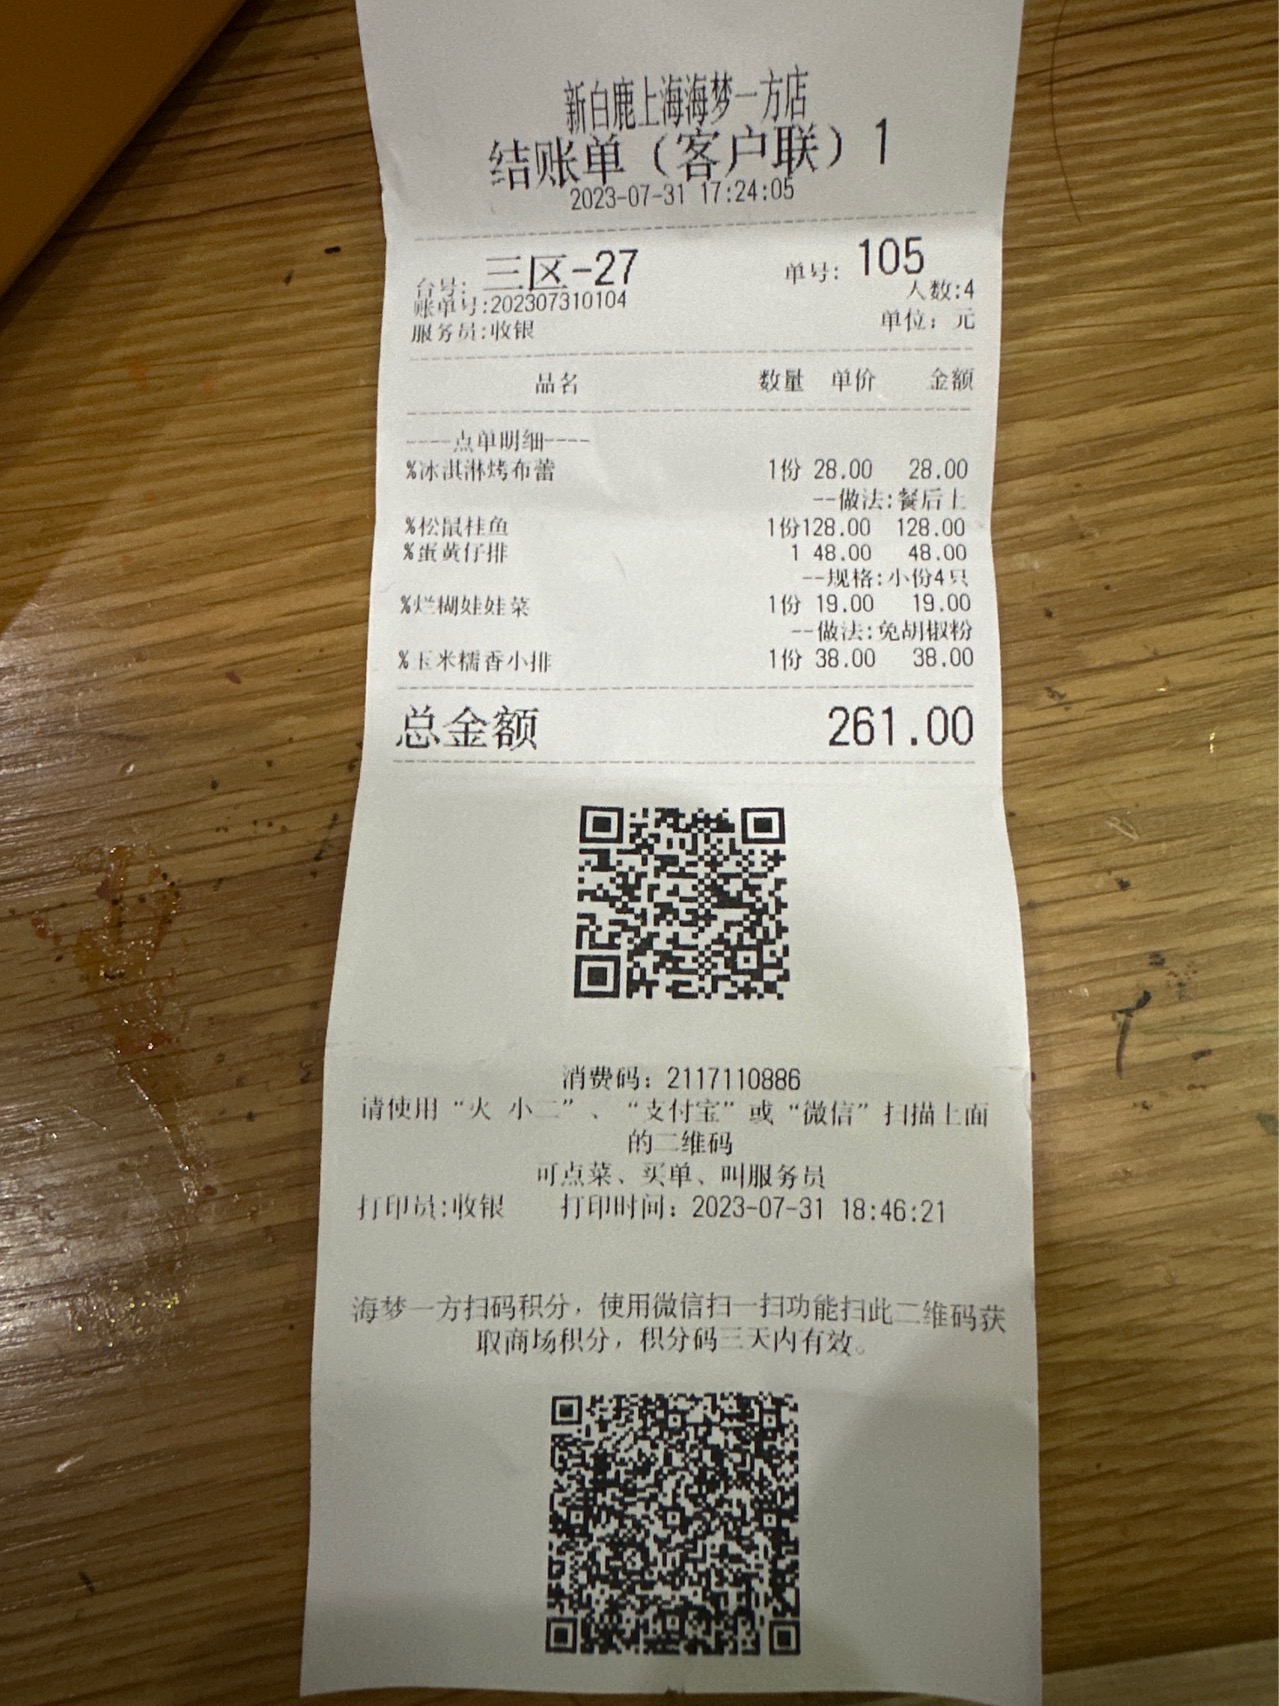 新白鹿上海海梦一方店
结账单（客户联）1
2023-07-31 17:24:05
台号: 三区-27 单号: 105
账单号:202307310104 人数:4
服务员:收银 单位: 元
品名 数量 单价 金额
----点单明细----
%冰淇淋烤布蕾 1份 28.00 28.00
--做法:餐后上
%松鼠桂鱼 1份128.00 128.00
%蛋黄仔排 1 48.00 48.00
--规格:小份4只
%烂糊娃娃菜 1份 19.00 19.00
--做法:免胡椒粉
%玉米糯香小排 1份 38.00 38.00
总金额 261.00
消费码: 2117110886
请使用“火 小二”、“支付宝”或“微信”扫描上面
的二维码
可点菜、买单、叫服务员
打印员:收银 打印时间: 2023-07-31 18:46:21
海梦一方扫码积分，使用微信扫一扫功能扫此二维码获
取商场积分，积分码三天内有效。